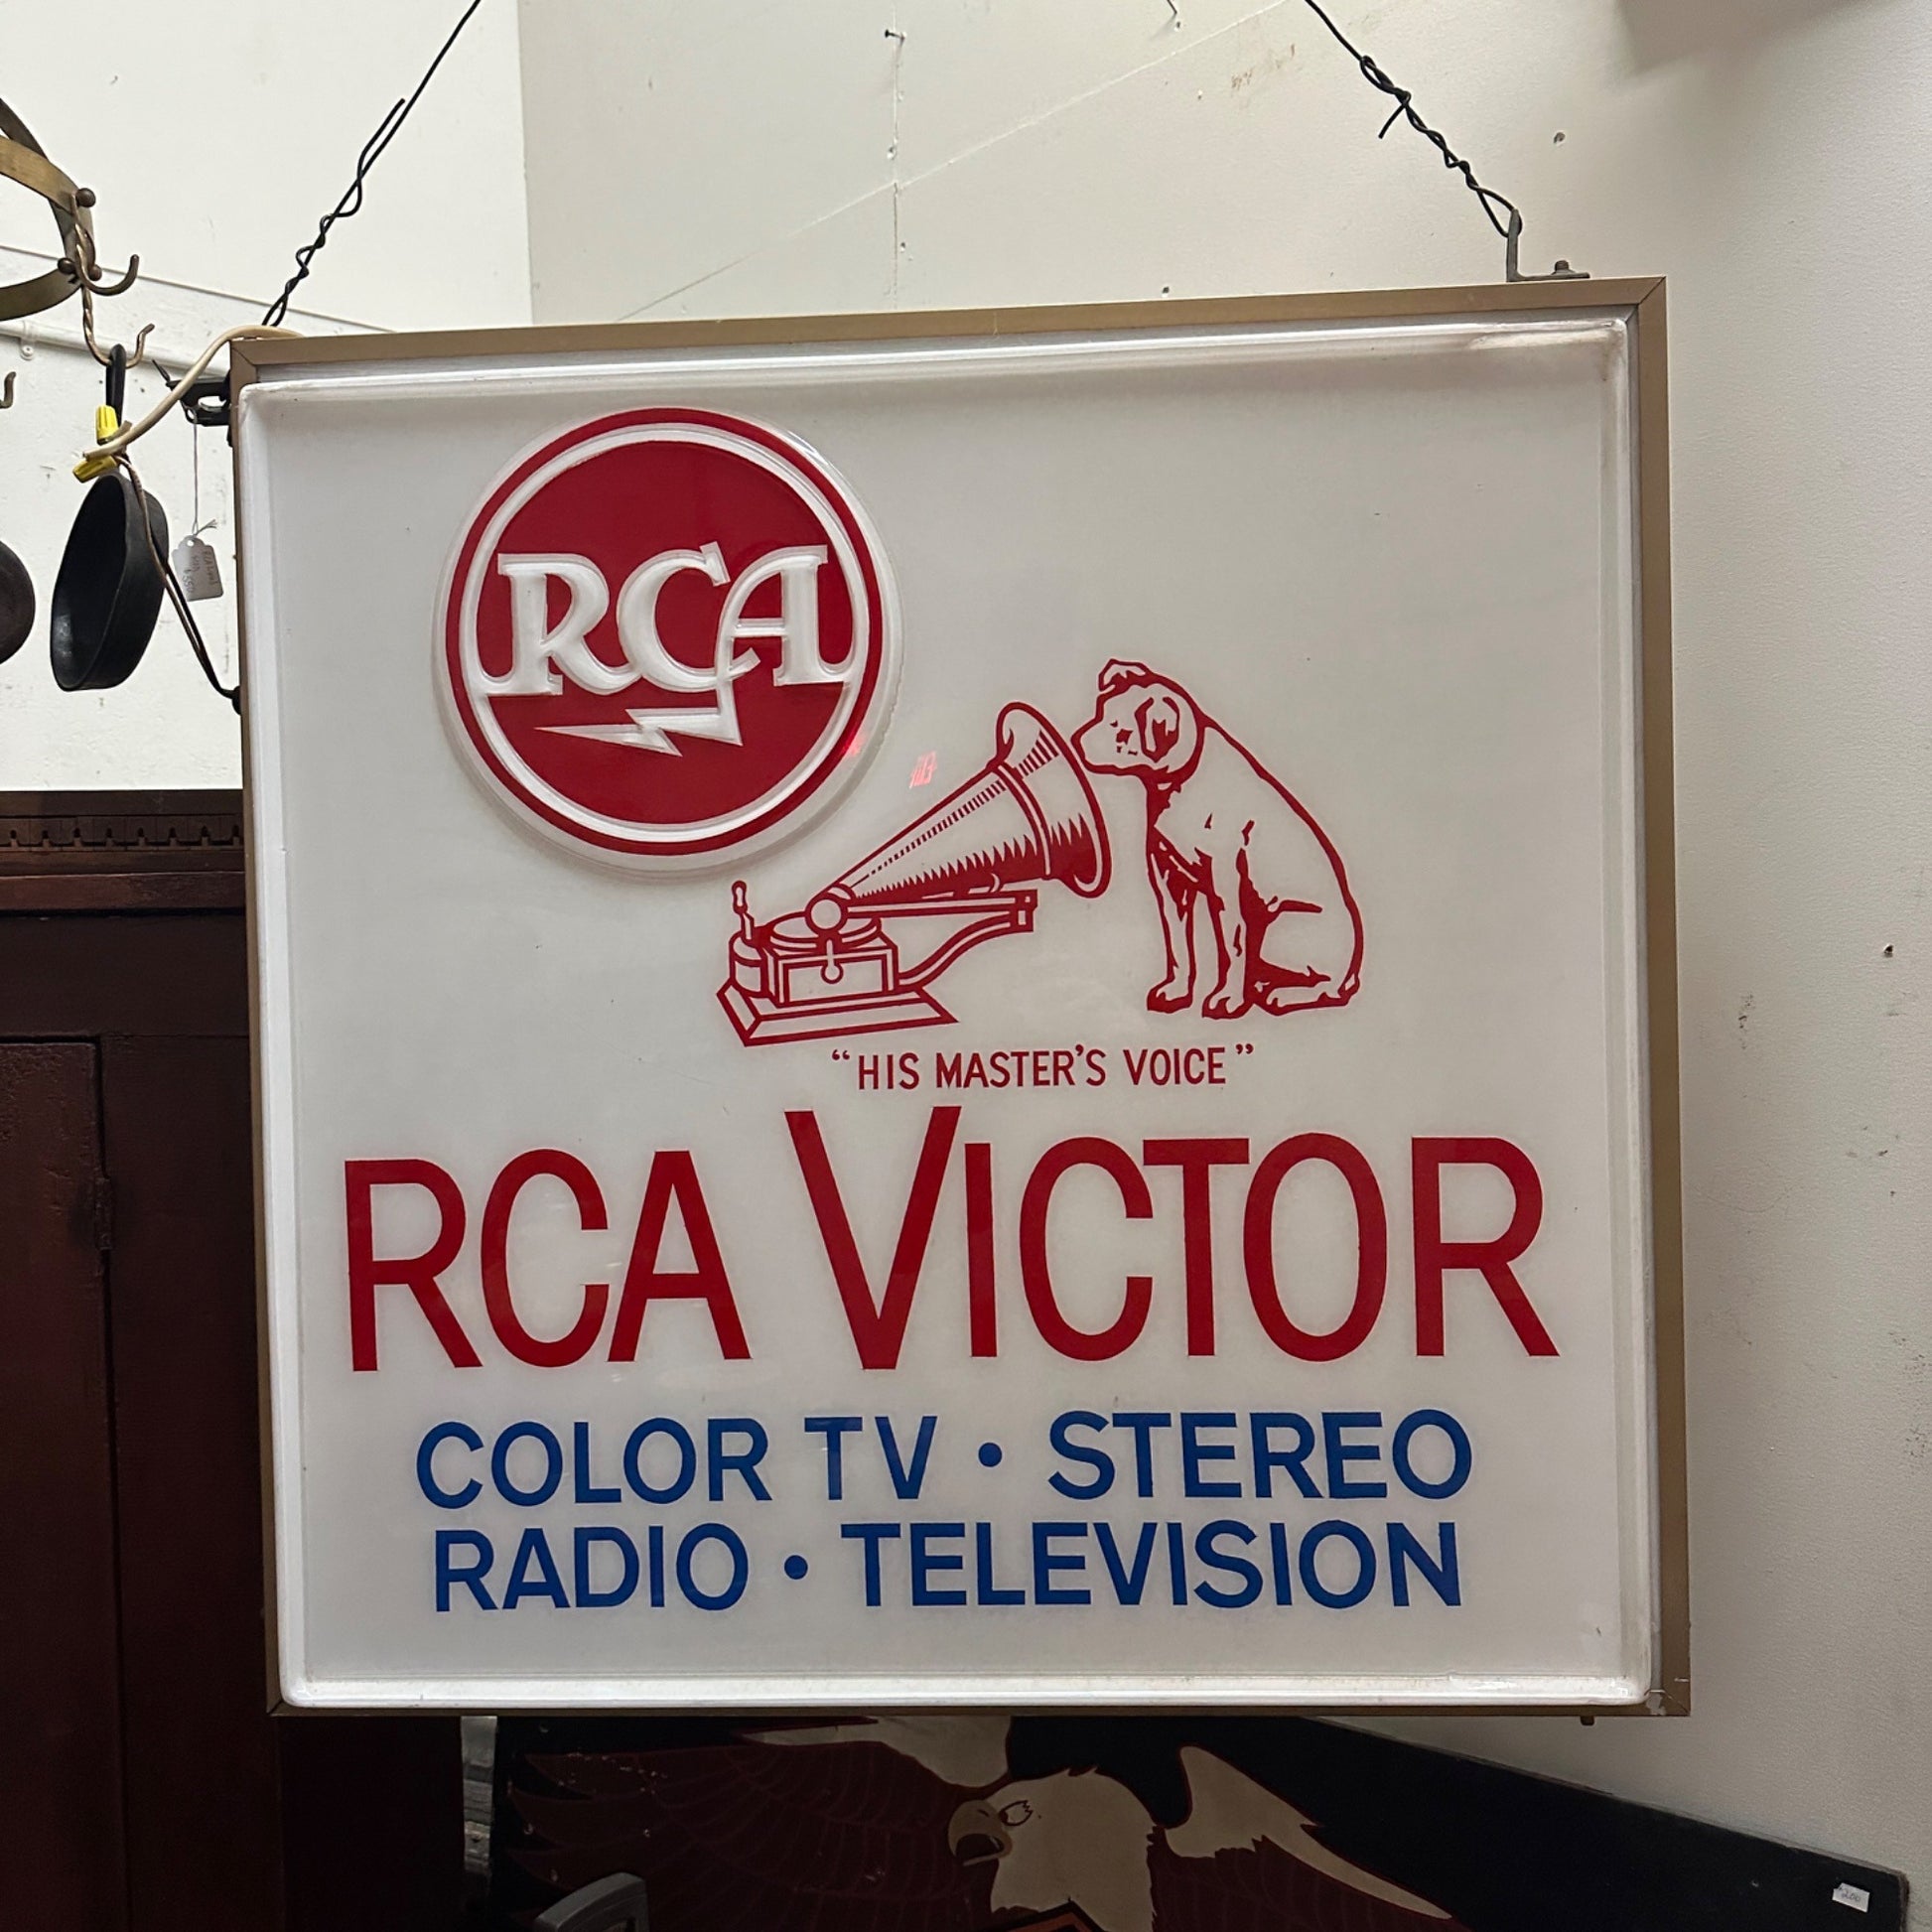 RCA
"HIS MASTER'S VOICE"
RCA VICTOR
COLOR TV • STEREO
RADIO • TELEVISION